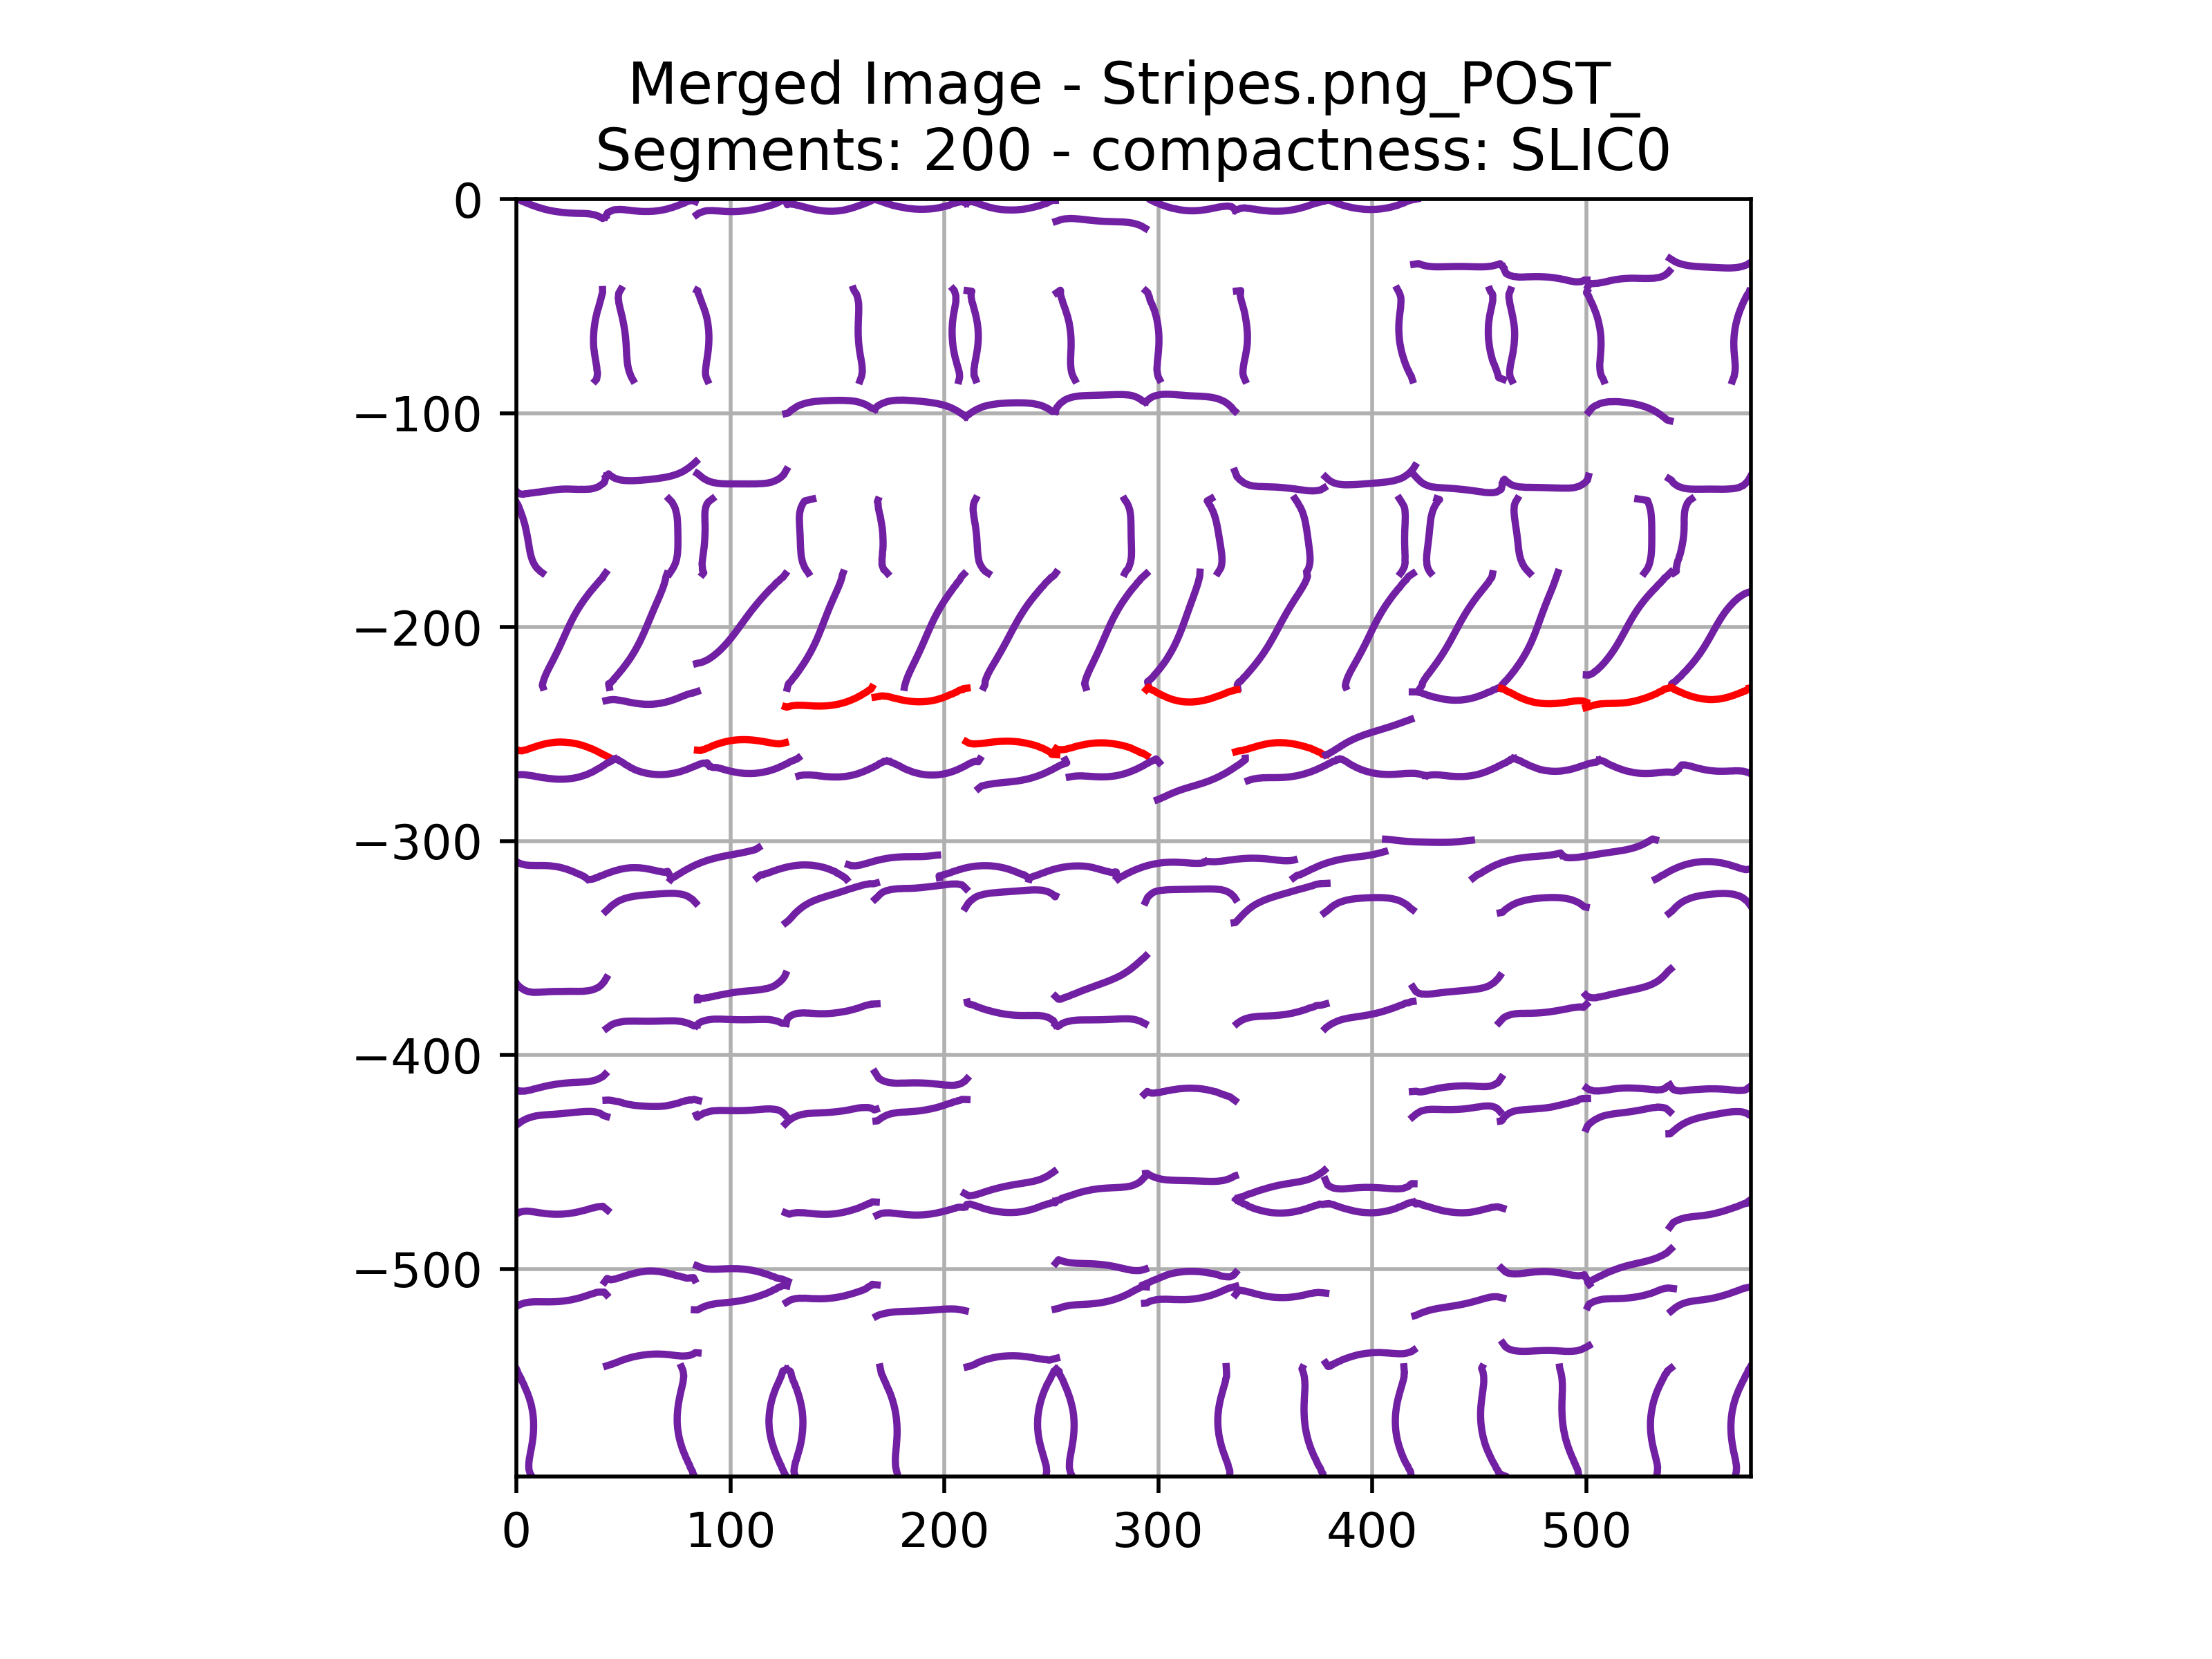 Merged Image - Stripes.png_POST_
Segments: 200 - compactness: SLIC0
0
−100
−200
−300
−400
−500
0 100 200 300 400 500